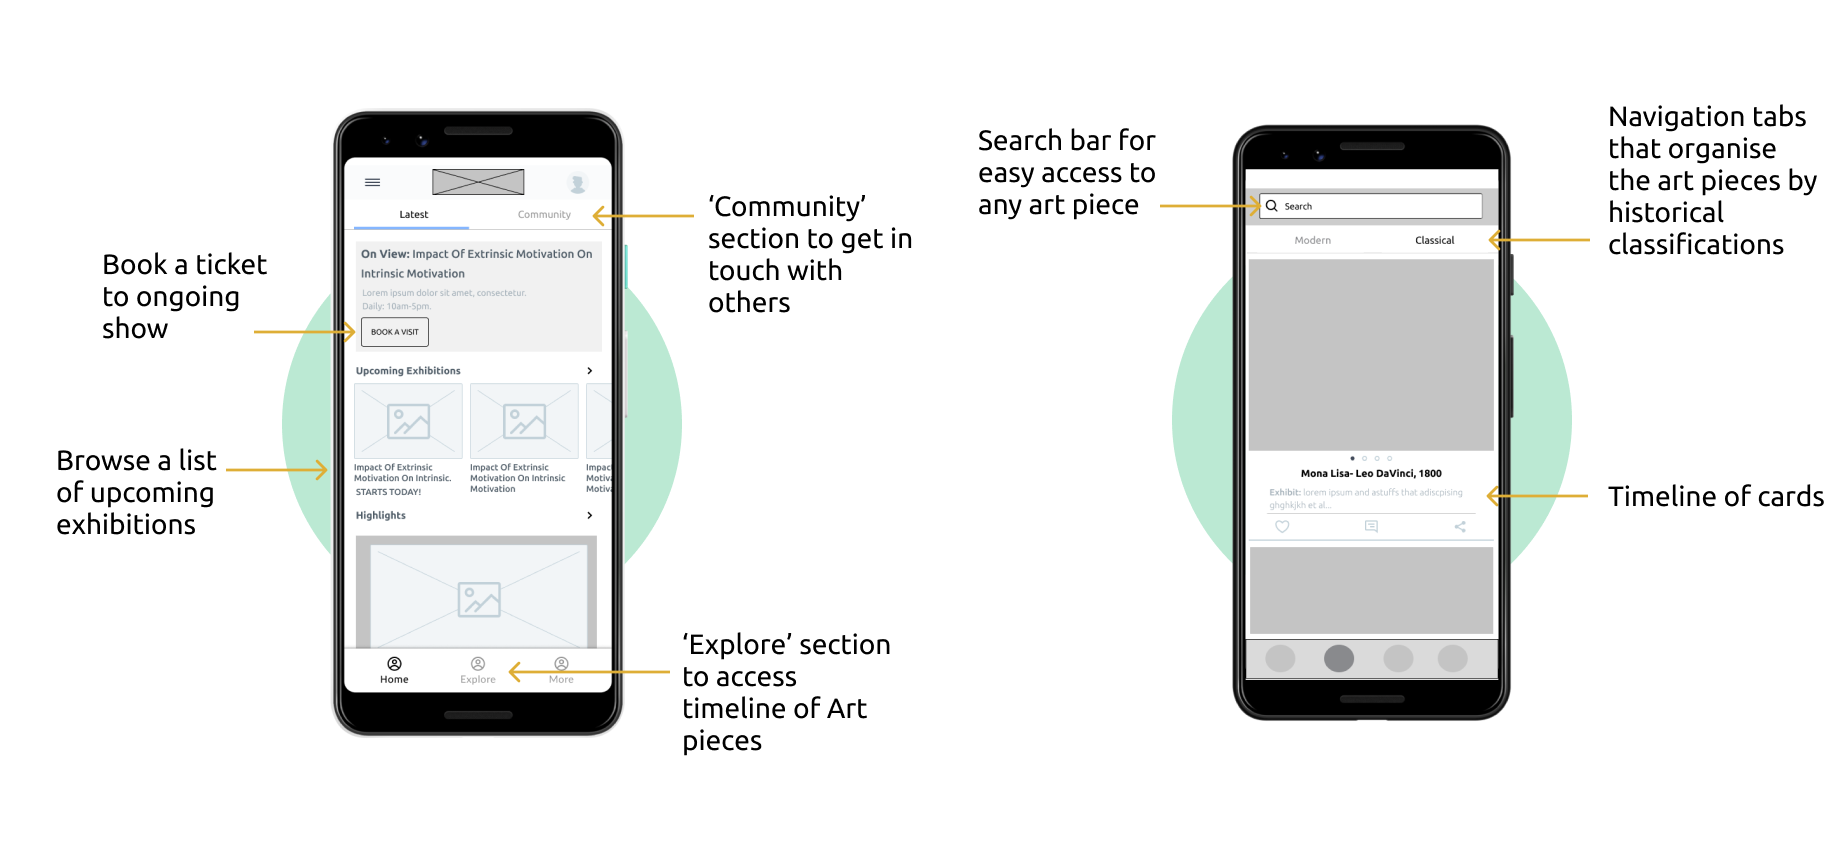 Book a ticket
to ongoing
show
Browse a list
of upcoming
exhibitions
Latest
Community
On View: Impact Of Extrinsic Motivation On
Intrinsic Motivation
Lorem ipsum dolor sit amet, consectetur.
Daily: 10am-5pm.
BOOK A VISIT
Upcoming Exhibitions
Impact Of Extrinsic
Motivation On Intrinsic.
STARTS TODAY!
Impact Of Extrinsic
Motivation On Intrinsic
Motivation
Impac
Motiv
Motiva
Highlights
Home
Explore
More
‘Community’
section to get in
touch with
others
‘Explore’ section
to access
timeline of Art
pieces
Search bar for
easy access to
any art piece
Search
Modern
Classical
Mona Lisa- Leo DaVinci, 1800
Exhibit: lorem ipsum and astuffs that adiscpising
ghghkjkh et al...
Navigation tabs
that organise
the art pieces by
historical
classifications
Timeline of cards